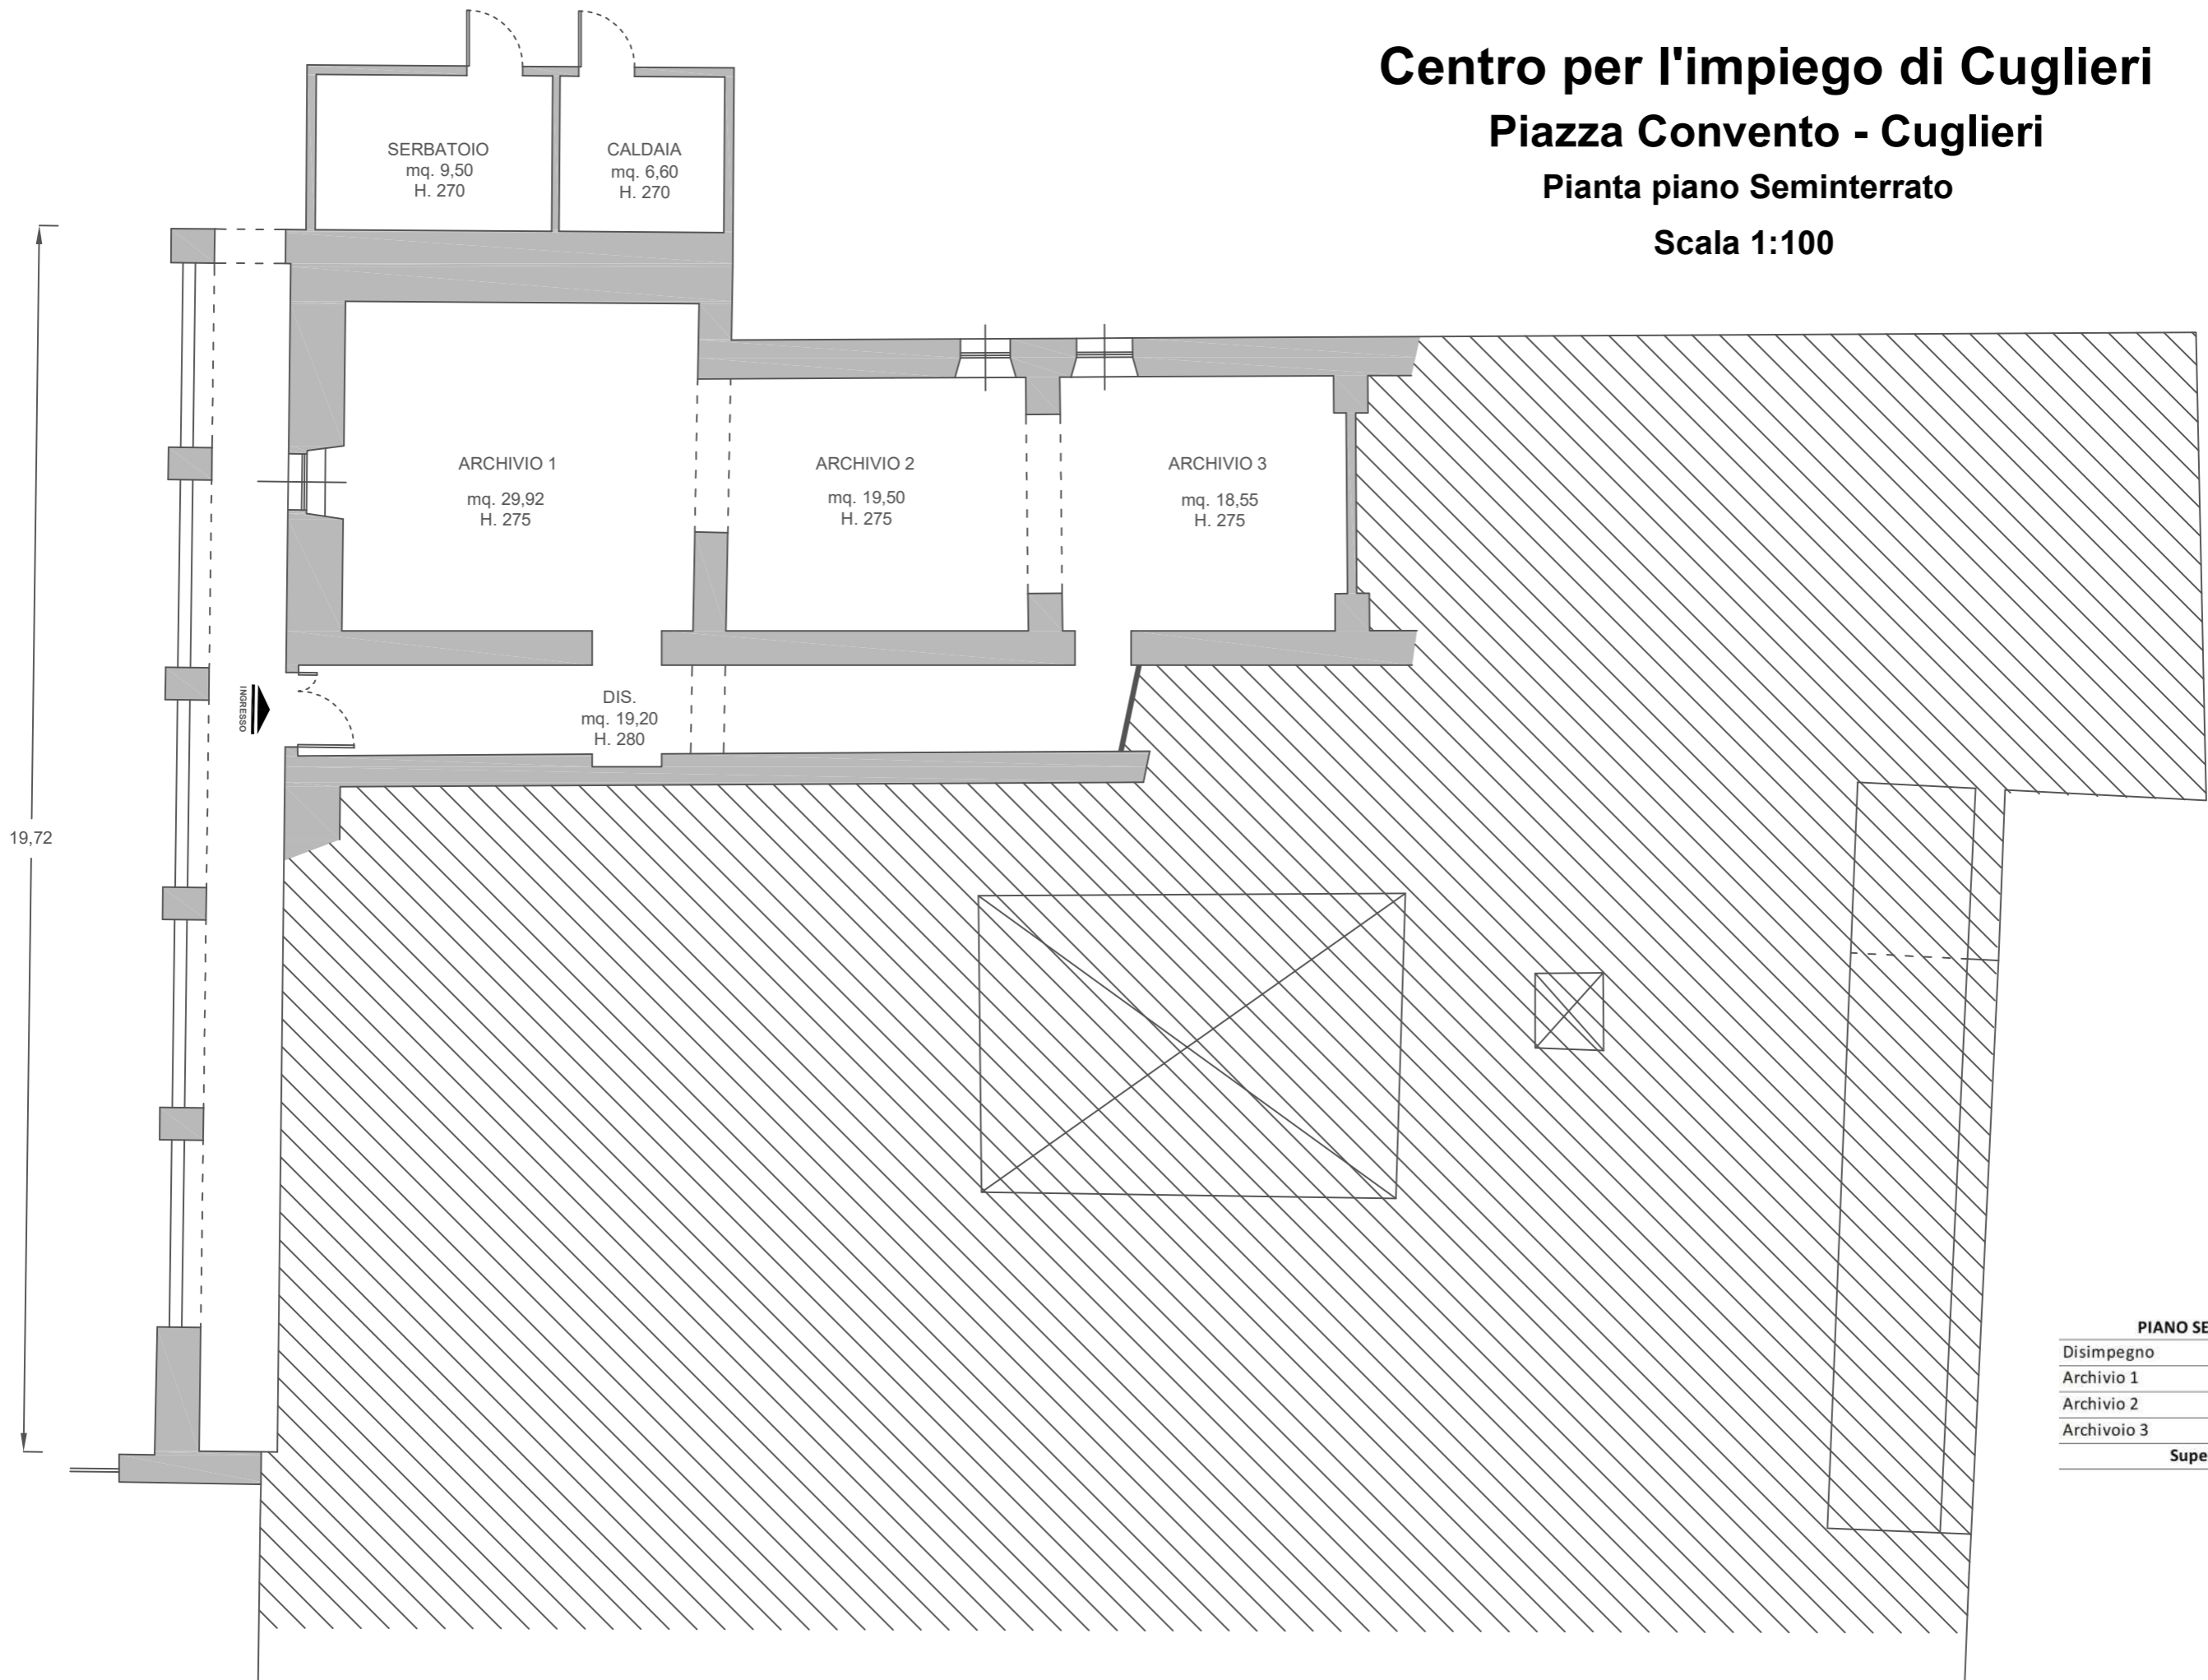 Centro per l'impiego di Cuglieri
Piazza Convento - Cuglieri
Pianta piano Seminterrato
Scala 1:100
SERBATOIO
mq. 9,50
H. 270
CALDAIA
mq. 6,60
H. 270
ARCHIVIO 1
mq. 29,92
H. 275
ARCHIVIO 2
mq. 19,50
H. 275
ARCHIVIO 3
mq. 18,55
H. 275
INGRESSO
DIS.
mq. 19,20
H. 280
19,72
PIANO SE
Disimpegno
Archivio 1
Archivio 2
Archivoio 3
Supe